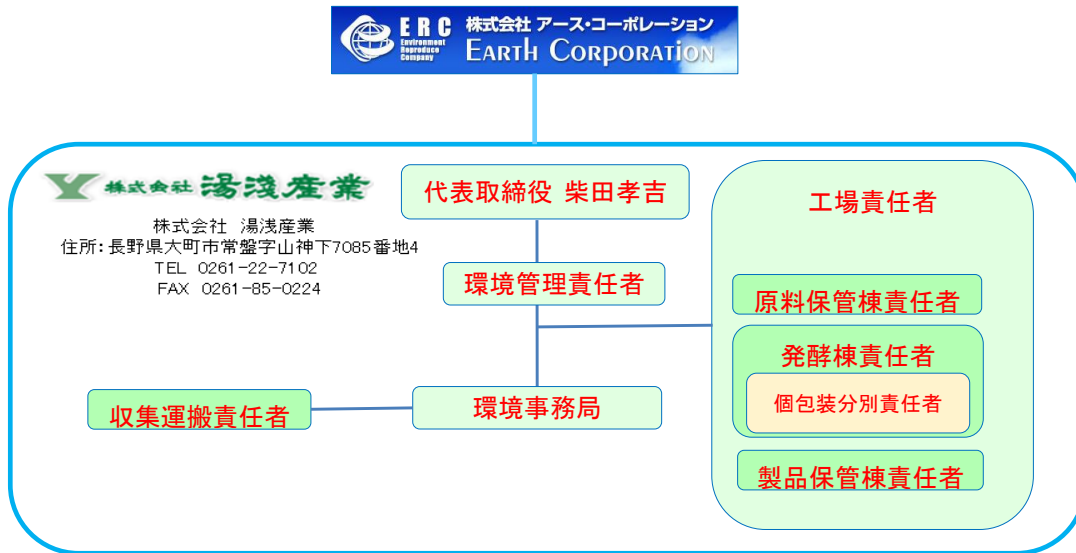 ERC
Environment
Reproduce
Company
株式会社 アース・コーポレーション
EARTH CORPORATION
株式会社 湯淺産業
株式会社 湯浅産業
住所:長野県大町市常盤字山神下7085番地4
TEL 0261-22-7102
FAX 0261-85-0224
代表取締役 柴田孝吉
環境管理責任者
環境事務局
収集運搬責任者
工場責任者
原料保管棟責任者
発酵棟責任者
個包装分別責任者
製品保管棟責任者